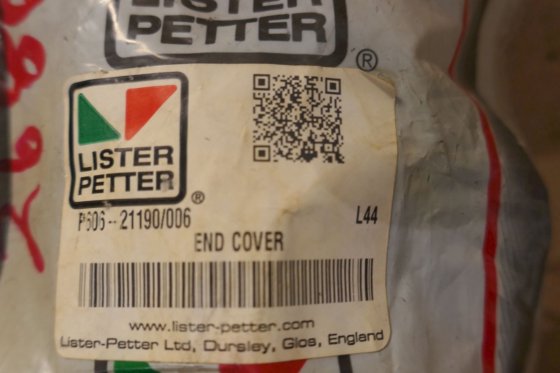 LISTER
PETTER
®
LISTER
PETTER
®
P606-21190/006 L44
END COVER
www.lister-petter.com
Lister-Petter Ltd, Dursley, Glos, England